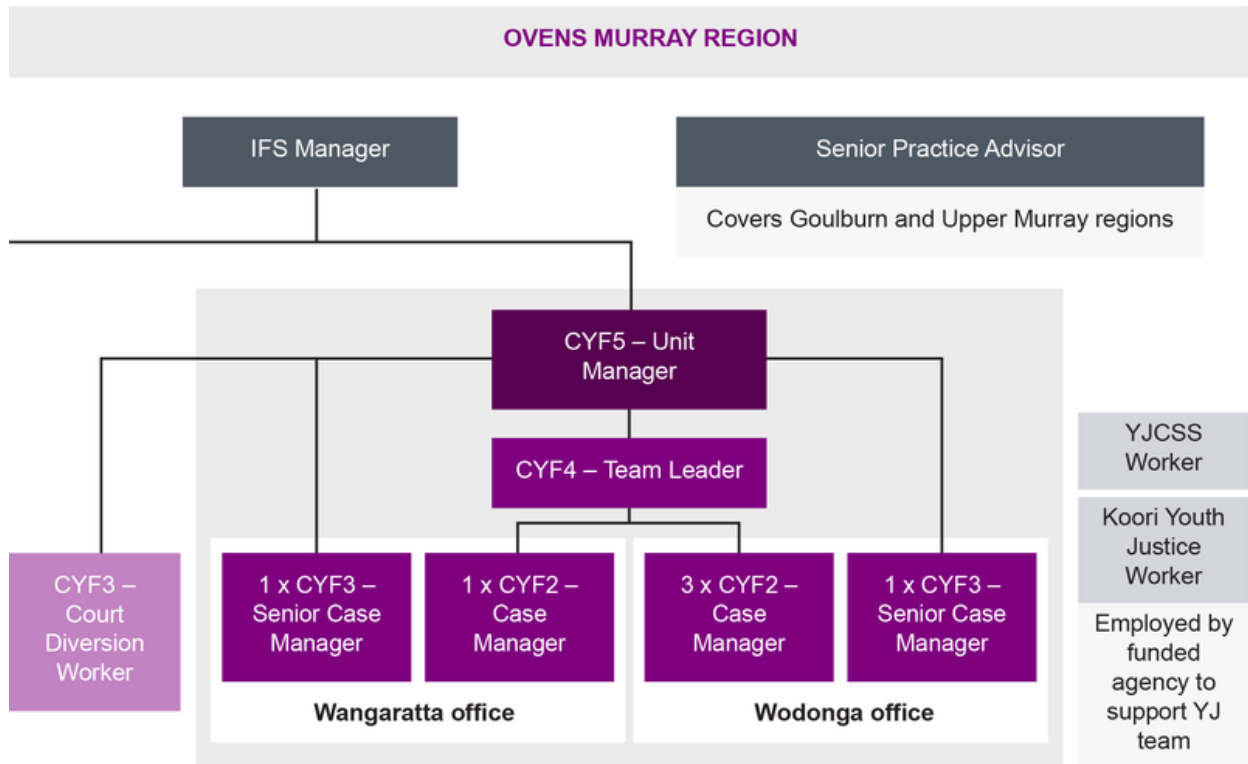 OVENS MURRAY REGION
IFS Manager
Senior Practice Advisor
Covers Goulburn and Upper Murray regions
CYF5 – Unit
Manager
CYF4 – Team Leader
CYF3 –
Court
Diversion
Worker
1 x CYF3 –
Senior Case
Manager
1 x CYF2 –
Case
Manager
Wangaratta office
3 x CYF2 –
Case
Manager
1 x CYF3 –
Senior Case
Manager
Wodonga office
YJCSS
Worker
Koori Youth
Justice
Worker
Employed by
funded
agency to
support YJ
team